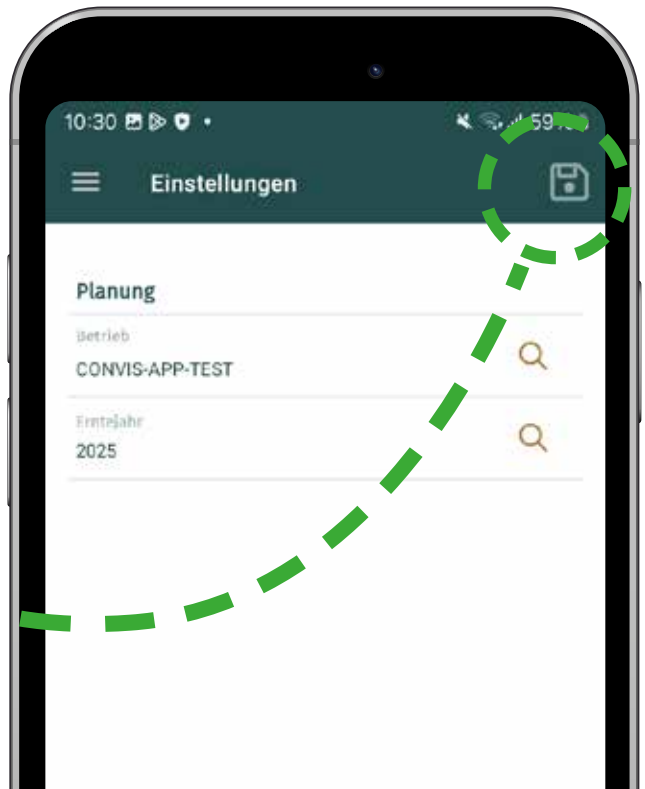 10:30
Einstellungen
Planung
Betrieb
CONVIS-APP-TEST
Erntejahr
2025